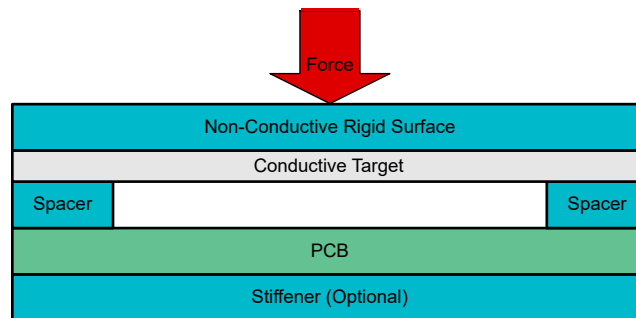 Force
Non-Conductive Rigid Surface
Conductive Target
Spacer
Spacer
PCB
Stiffener (Optional)